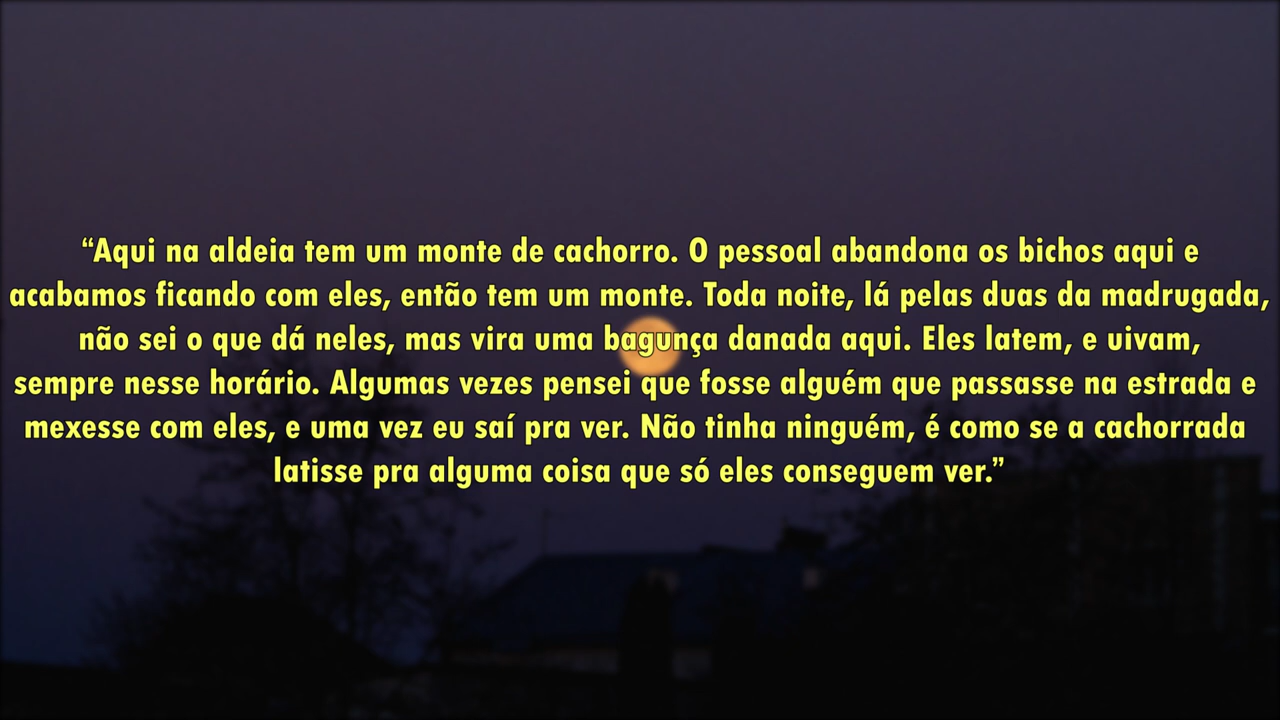 “Aqui na aldeia tem um monte de cachorro. O pessoal abandona os bichos aqui e
acabamos ficando com eles, então tem um monte. Toda noite, lá pelas duas da madrugada,
não sei o que dá neles, mas vira uma bagunça danada aqui. Eles latem, e uivam,
sempre nesse horário. Algumas vezes pensei que fosse alguém que passasse na estrada e
mexesse com eles, e uma vez eu saí pra ver. Não tinha ninguém, é como se a cachorrada
latisse pra alguma coisa que só eles conseguem ver.”